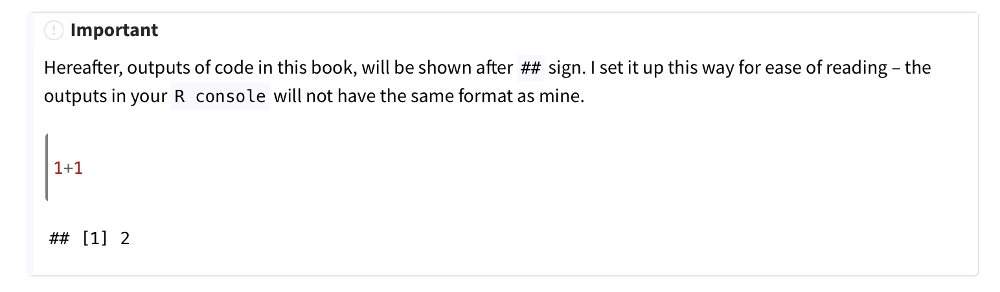 Important
Hereafter, outputs of code in this book, will be shown after ## sign. I set it up this way for ease of reading – the
outputs in your R console will not have the same format as mine.
1+1
## [1] 2